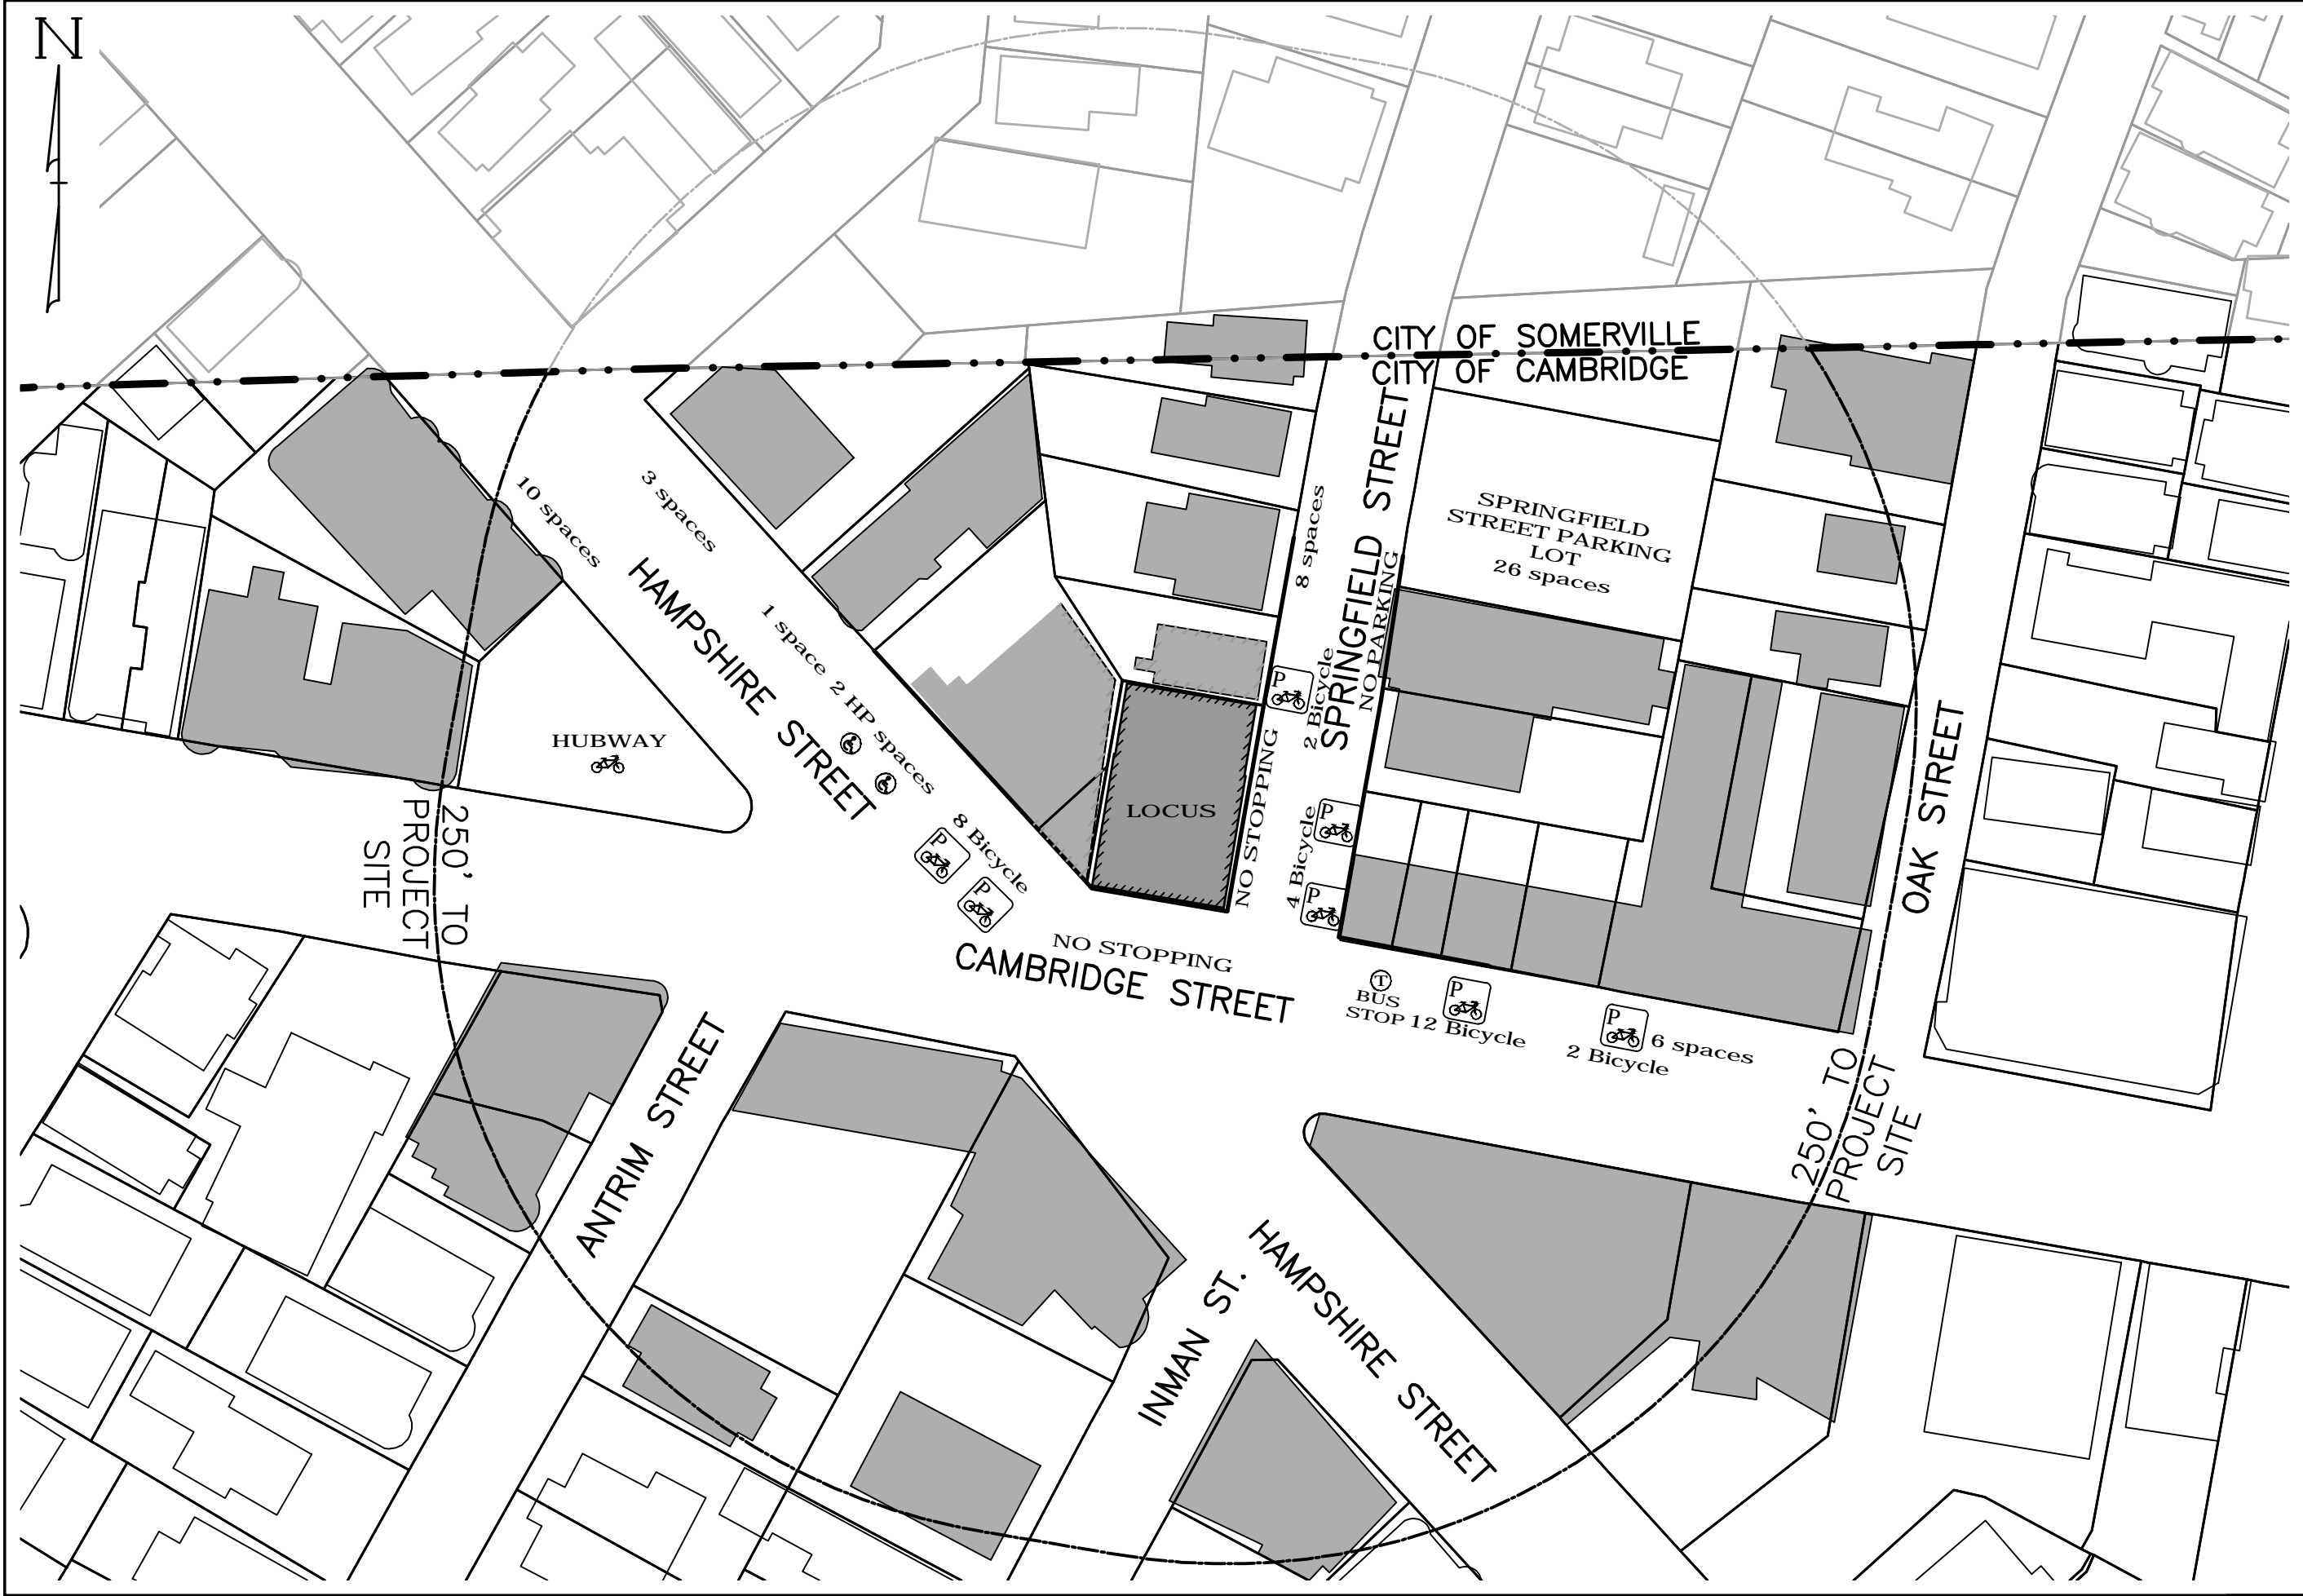 N
CITY OF SOMERVILLE
CITY OF CAMBRIDGE
10 spaces
3 spaces
HAMPSHIRE STREET
1 space 2 HP spaces
8 spaces
SPRINGFIELD STREET
NO PARKING
SPRINGFIELD
STREET PARKING
LOT
26 spaces
HUBWAY
P
2 Bicycle
LOCUS
NO STOPPING
P
4 Bicycle
P
OAK STREET
250' TO
PROJECT
SITE
8 Bicycle
P
P
NO STOPPING
CAMBRIDGE STREET
T
BUS
STOP
P
12 Bicycle
P
2 Bicycle
6 spaces
ANTRIM STREET
250' TO
PROJECT
SITE
INMAN ST.
HAMPSHIRE STREET